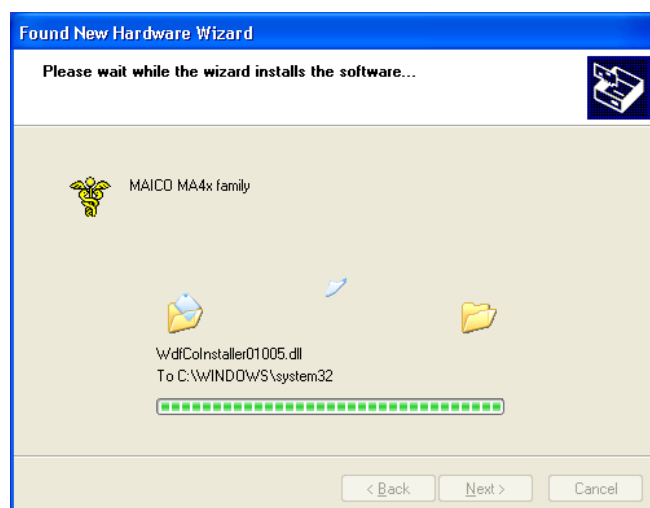 Found New Hardware Wizard
Please wait while the wizard installs the software...
MAICO MA4x family
WdfCoInstaller01005.dll
To C:\WINDOWS\system32
< Back
Next >
Cancel